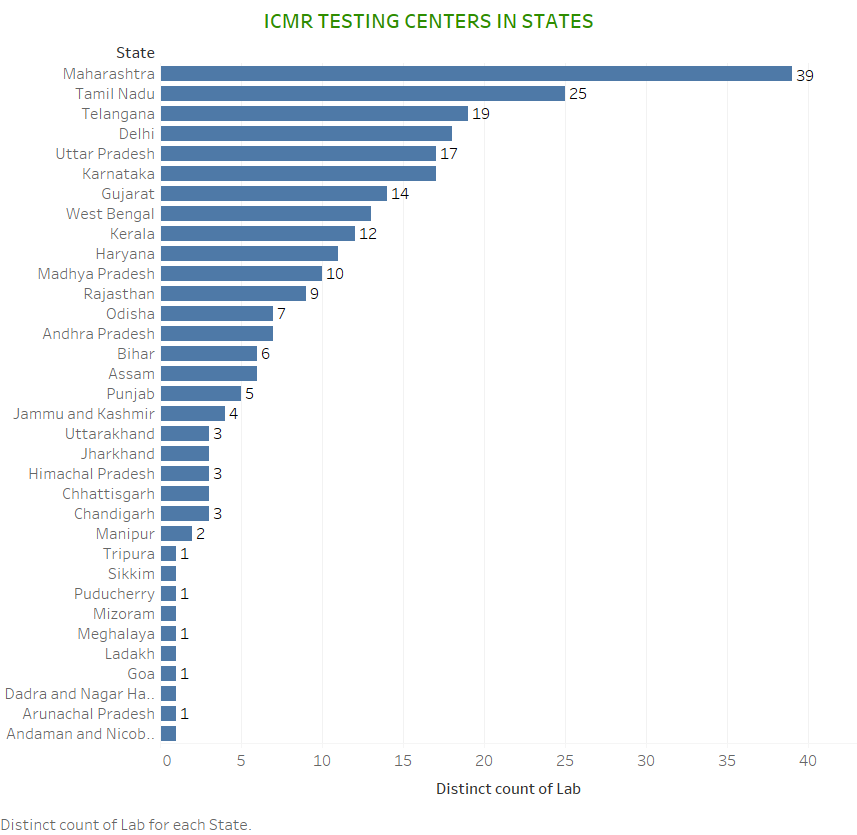 ICMR TESTING CENTERS IN STATES
State
Maharashtra 39
Tamil Nadu 25
Telangana 19
Delhi
Uttar Pradesh 17
Karnataka
Gujarat 14
West Bengal
Kerala 12
Haryana
Madhya Pradesh 10
Rajasthan 9
Odisha 7
Andhra Pradesh
Bihar 6
Assam
Punjab 5
Jammu and Kashmir 4
Uttarakhand 3
Jharkhand
Himachal Pradesh 3
Chhattisgarh
Chandigarh 3
Manipur 2
Tripura 1
Sikkim
Puducherry 1
Mizoram
Meghalaya 1
Ladakh
Goa 1
Dadra and Nagar Ha..
Arunachal Pradesh 1
Andaman and Nicob..
0 5 10 15 20 25 30 35 40
Distinct count of Lab
Distinct count of Lab for each State.